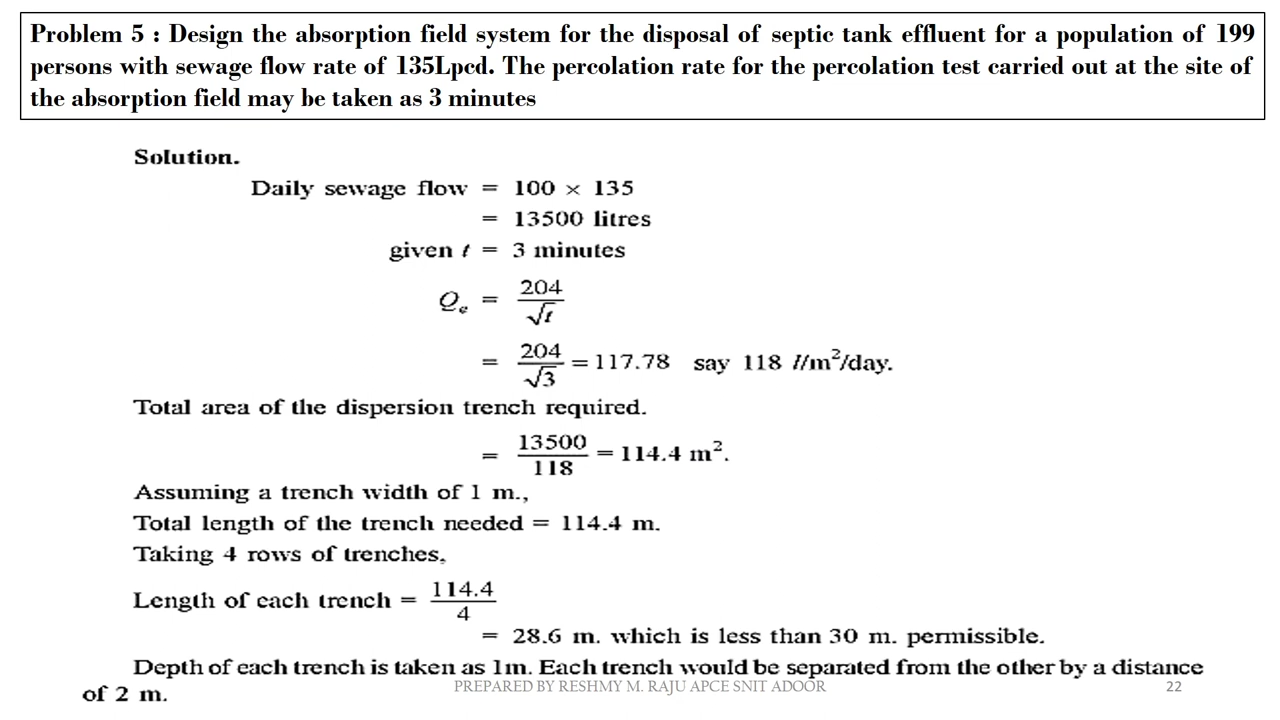 Problem 5 : Design the absorption field system for the disposal of septic tank effluent for a population of 199
persons with sewage flow rate of 135Lpcd. The percolation rate for the percolation test carried out at the site of
the absorption field may be taken as 3 minutes
Solution.
Daily sewage flow = 100 × 135
= 13500 litres
given t = 3 minutes
Qe = 204/√t
= 204/√3 = 117.78 say 118 l/m²/day.
Total area of the dispersion trench required.
= 13500/118 = 114.4 m².
Assuming a trench width of 1 m.,
Total length of the trench needed = 114.4 m.
Taking 4 rows of trenches,
Length of each trench = 114.4/4
= 28.6 m. which is less than 30 m. permissible.
Depth of each trench is taken as 1m. Each trench would be separated from the other by a distance
of 2 m.
PREPARED BY RESHMY M. RAJU APCE SNIT ADOOR
22